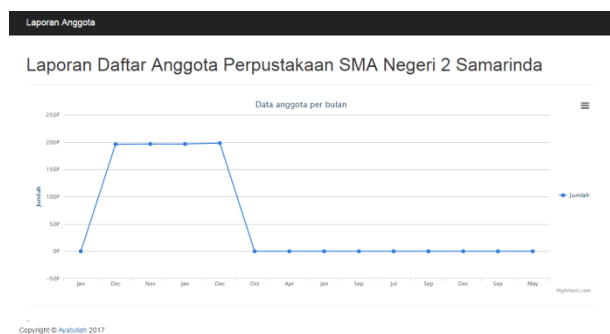 Laporan Anggota
Laporan Daftar Anggota Perpustakaan SMA Negeri 2 Samarinda
Data anggota per bulan
250P
200P
150P
100P
50P
0P
-50P
Jumlah
Jan Dec Nov Jan Dec Oct Apr Jan Sep Jul Sep Dec Sep May
Jumlah
Highcharts.com
Copyright © Ayatullah 2017